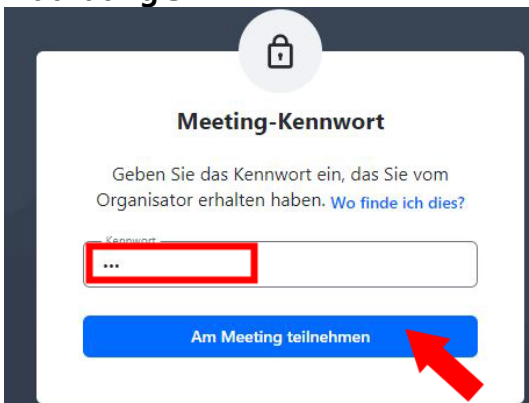 Meeting-Kennwort
Geben Sie das Kennwort ein, das Sie vom
Organisator erhalten haben. Wo finde ich dies?
Kennwort
...
Am Meeting teilnehmen